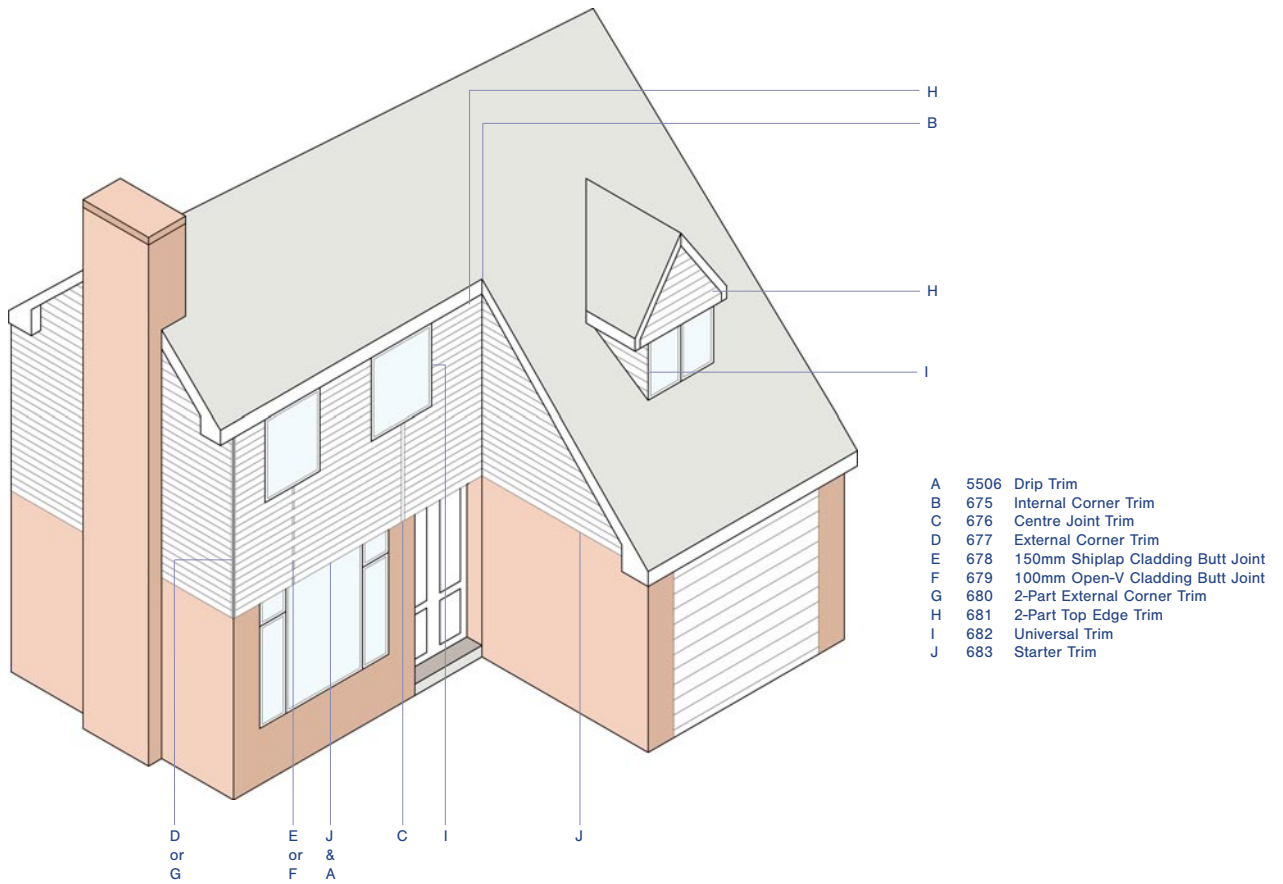 H
B
H
I
A 5506 Drip Trim
B 675 Internal Corner Trim
C 676 Centre Joint Trim
D 677 External Corner Trim
E 678 150mm Shiplap Cladding Butt Joint
F 679 100mm Open-V Cladding Butt Joint
G 680 2-Part External Corner Trim
H 681 2-Part Top Edge Trim
I 682 Universal Trim
J 683 Starter Trim
D E J C I J
or or &
G F A